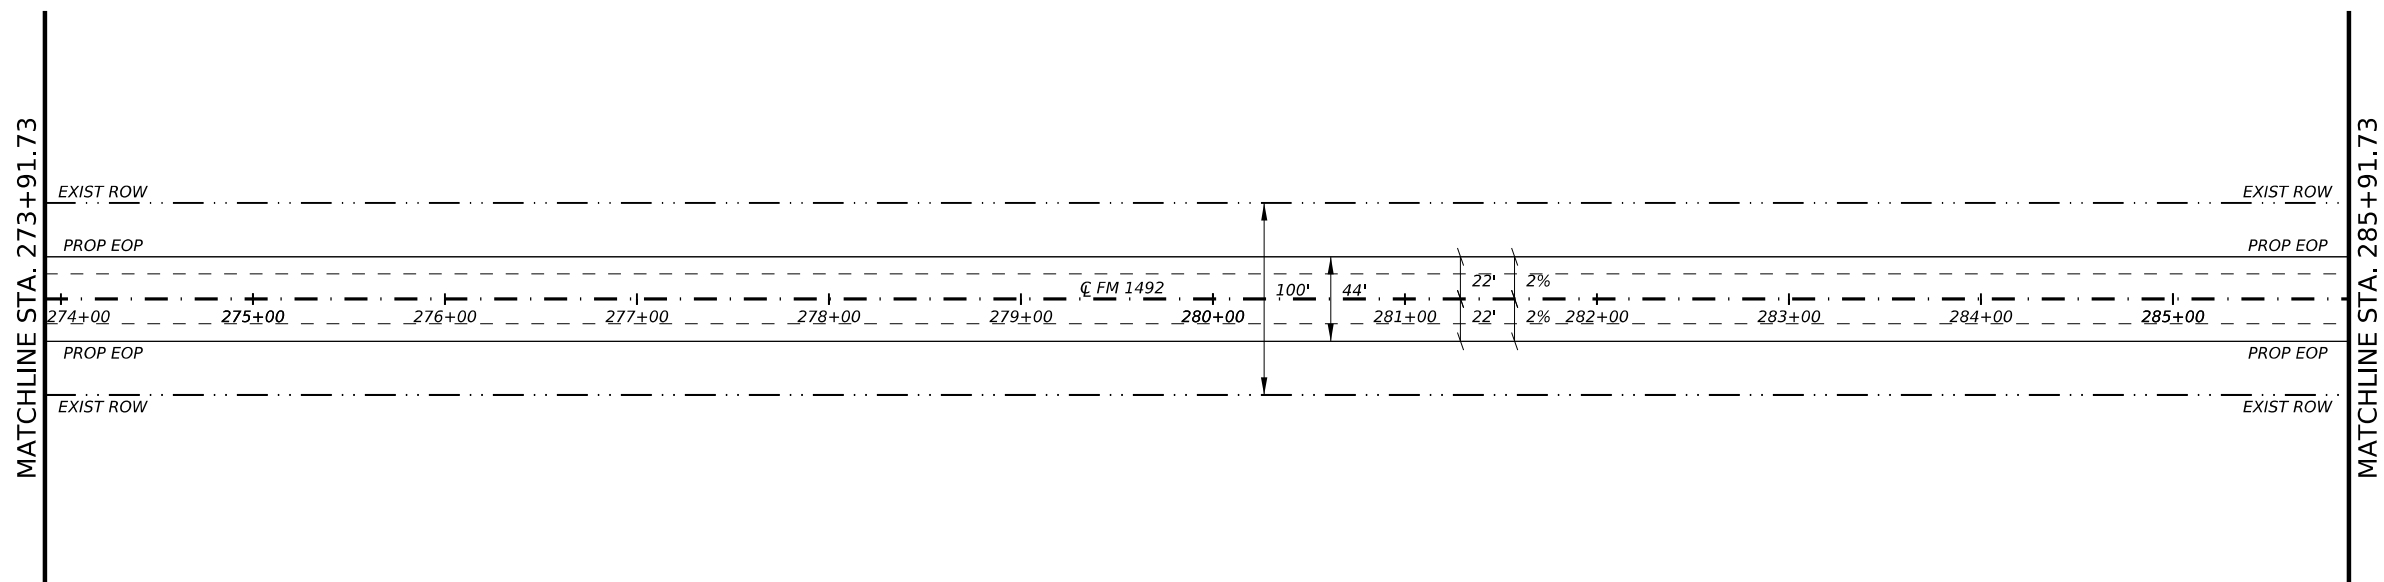 MATCHLINE STA. 273+91.73
MATCHLINE STA. 285+91.73
EXIST ROW
EXIST ROW
PROP EOP
PROP EOP
22'
2%
℄ FM 1492
100'
44'
274+00
275+00
276+00
277+00
278+00
279+00
280+00
281+00
22'
2%
282+00
283+00
284+00
285+00
PROP EOP
PROP EOP
EXIST ROW
EXIST ROW